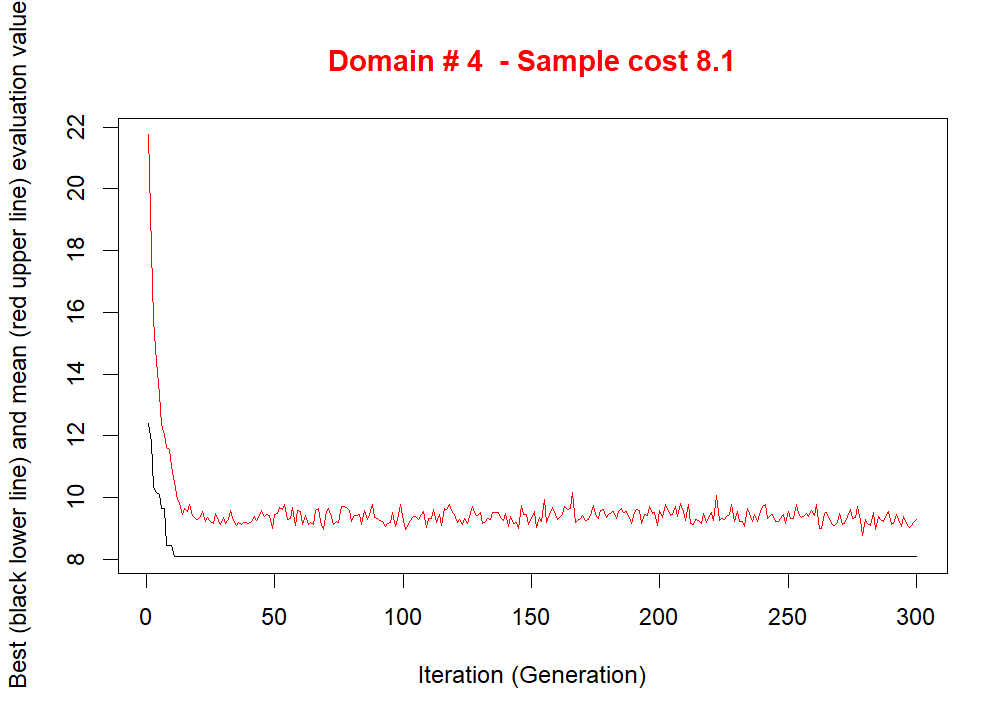 Domain # 4 - Sample cost 8.1
Best (black lower line) and mean (red upper line) evaluation value
22
20
18
16
14
12
10
8
0 50 100 150 200 250 300
Iteration (Generation)